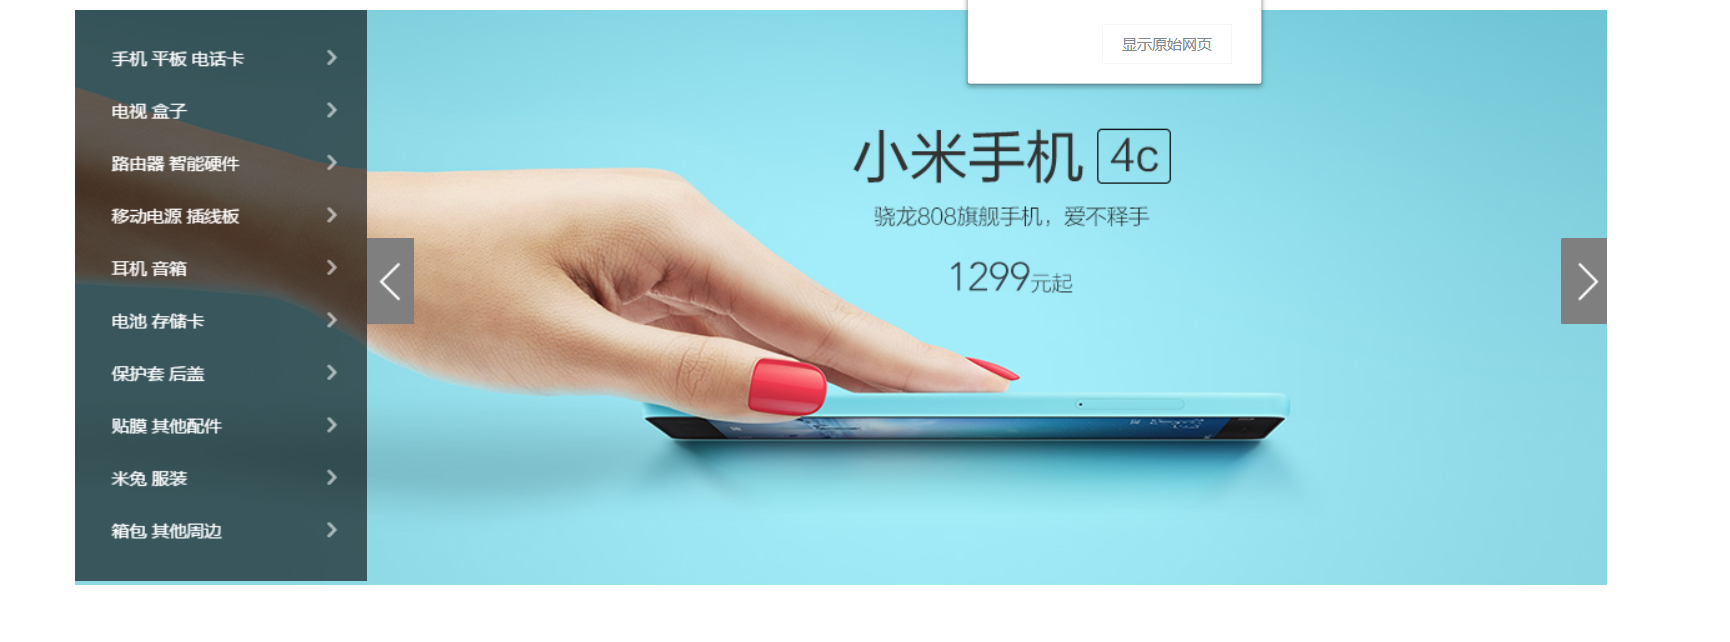 手机 平板 电话卡
电视 盒子
路由器 智能硬件
移动电源 插线板
耳机 音箱
电池 存储卡
保护套 后盖
贴膜 其他配件
米兔 服装
箱包 其他周边
显示原始网页
小米手机 4c
骁龙808旗舰手机，爱不释手
1299元起